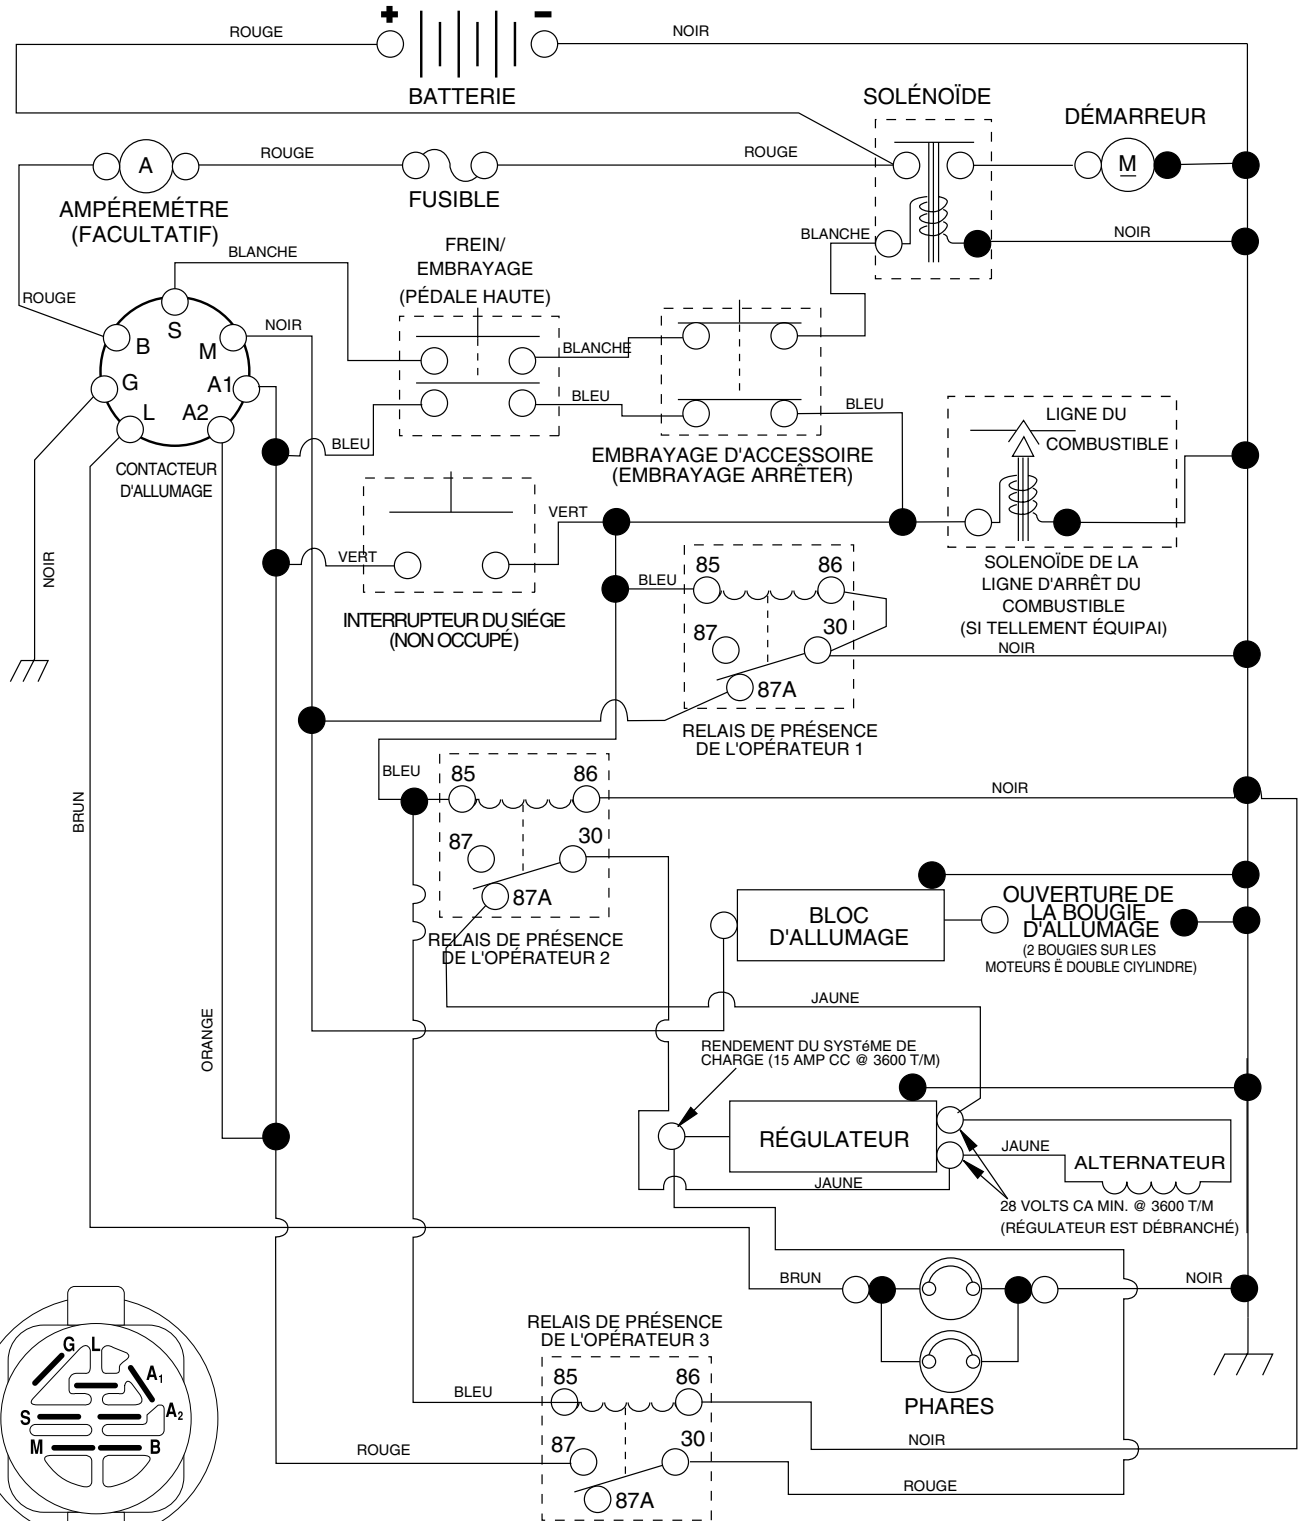 +
−
ROUGE
NOIR
BATTERIE
SOLÉNOÏDE
DÉMARREUR
A
ROUGE
ROUGE
M
AMPÉREMÉTRE
(FACULTATIF)
FUSIBLE
BLANCHE
FREIN/
EMBRAYAGE
(PÉDALE HAUTE)
BLANCHE
NOIR
ROUGE
S
B
M
G
A1
L
A2
NOIR
BLANCHE
BLEU
BLEU
BLEU
CONTACTEUR
D'ALLUMAGE
EMBRAYAGE D'ACCESSOIRE
(EMBRAYAGE ARRÊTER)
LIGNE DU
COMBUSTIBLE
VERT
VERT
NOIR
INTERRUPTEUR DU SIÉGE
(NON OCCUPÉ)
SOLENOÏDE DE LA
LIGNE D'ARRÊT DU
COMBUSTIBLE
(SI TELLEMENT ÉQUIPAI)
BLEU
85
86
87
30
87A
NOIR
RELAIS DE PRÉSENCE
DE L'OPÉRATEUR 1
BLEU
85
86
87
30
87A
NOIR
RELAIS DE PRÉSENCE
DE L'OPÉRATEUR 2
BRUN
BLOC
D'ALLUMAGE
OUVERTURE DE
LA BOUGIE
D'ALLUMAGE
(2 BOUGIES SUR LES
MOTEURS Ë DOUBLE CIYLINDRE)
JAUNE
ORANGE
RENDEMENT DU SYSTéME DE
CHARGE (15 AMP CC @ 3600 T/M)
RÉGULATEUR
JAUNE
ALTERNATEUR
JAUNE
28 VOLTS CA MIN. @ 3600 T/M
(RÉGULATEUR EST DÉBRANCHÉ)
BRUN
NOIR
PHARES
RELAIS DE PRÉSENCE
DE L'OPÉRATEUR 3
BLEU
85
86
87
30
87A
NOIR
ROUGE
ROUGE
G
L
A1
A2
S
M
B